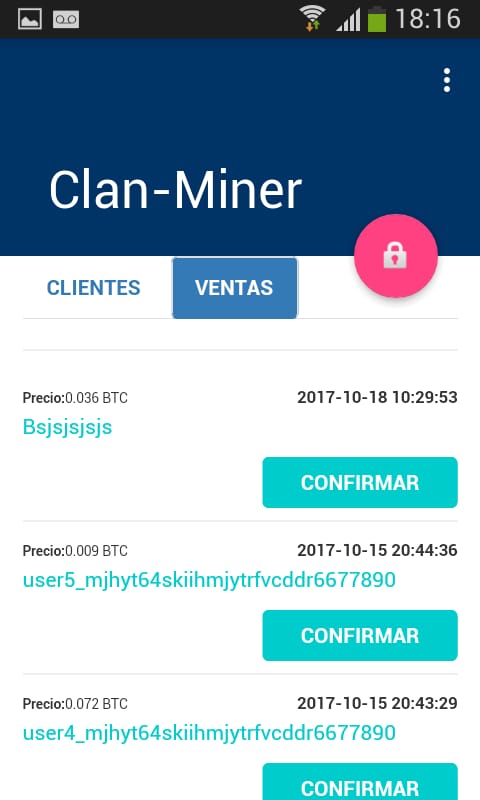 18:16
Clan-Miner
CLIENTES VENTAS
Precio:0.036 BTC 2017-10-18 10:29:53
Bsjsjsjsjs
CONFIRMAR
Precio:0.009 BTC 2017-10-15 20:44:36
user5_mjhyt64skiihmjytrfvcddr6677890
CONFIRMAR
Precio:0.072 BTC 2017-10-15 20:43:29
user4_mjhyt64skiihmjytrfvcddr6677890
CONFIRMAR